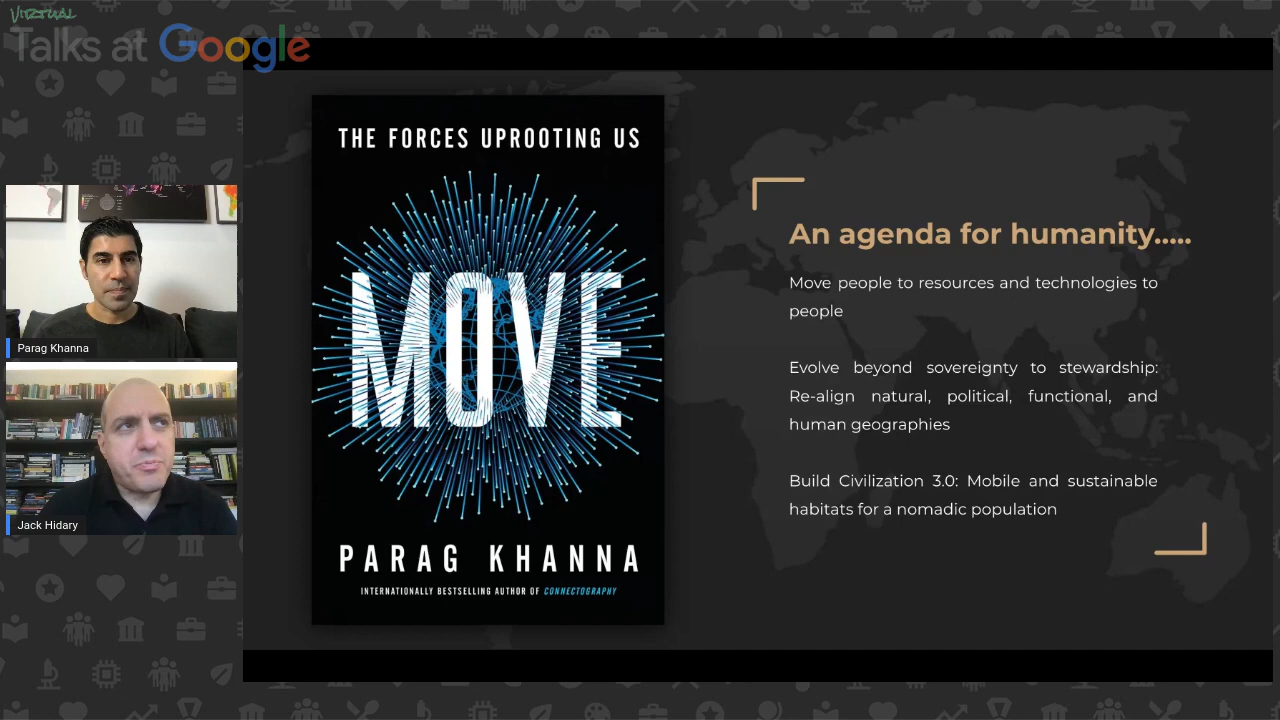 VIRTUAL
Talks at Google
Parag Khanna
Jack Hidary
THE FORCES UPROOTING US
MOVE
PARAG KHANNA
INTERNATIONALLY BESTSELLING AUTHOR OF CONNECTOGRAPHY
An agenda for humanity.....
Move people to resources and technologies to
people
Evolve beyond sovereignty to stewardship:
Re-align natural, political, functional, and
human geographies
Build Civilization 3.0: Mobile and sustainable
habitats for a nomadic population